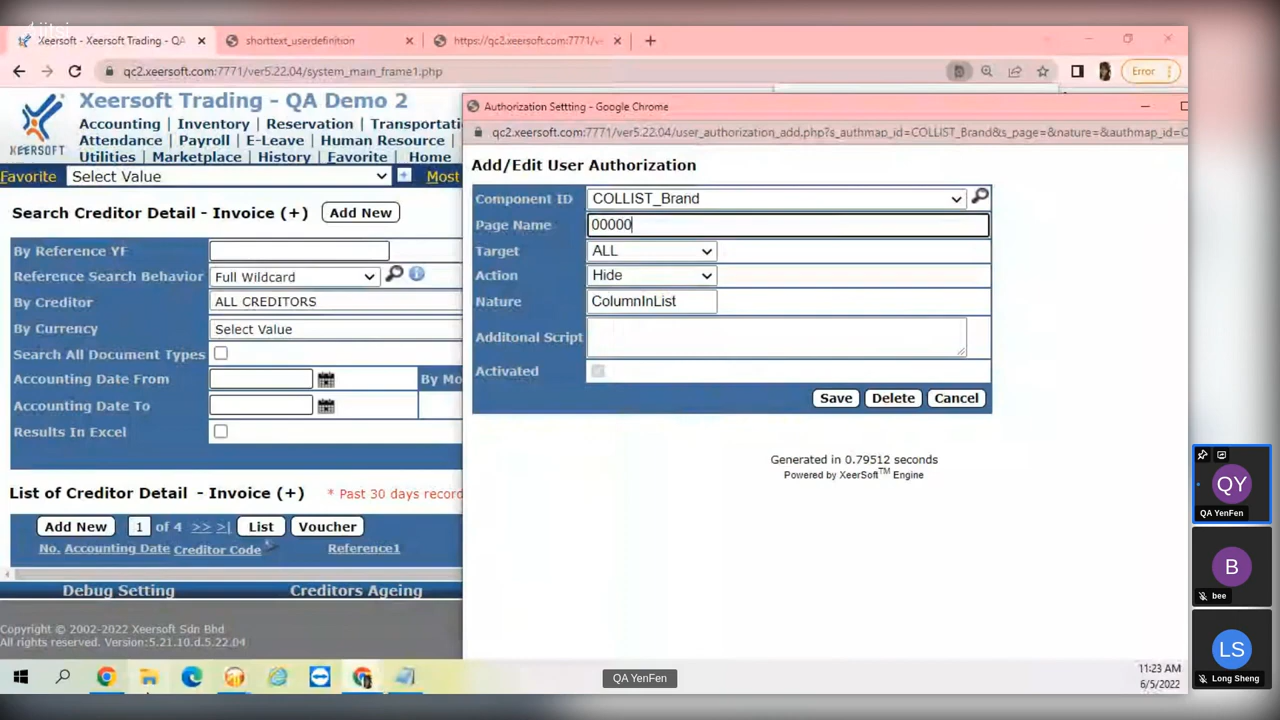 jitsi
Xeersoft - Xeersoft Trading - QA
shorttext_userdefinition
https://qc2.xeersoft.com:7771/v
qc2.xeersoft.com:7771/ver5.22.04/system_main_frame1.php
Error
Xeersoft Trading - QA Demo 2
Accounting Inventory Reservation Transportati
Attendance Payroll E-Leave Human Resource
Utilities Marketplace History Favorite Home
XEERSOFT
Favorite Select Value Most
Search Creditor Detail - Invoice (+) Add New
By Reference YF
Reference Search Behavior Full Wildcard
By Creditor ALL CREDITORS
By Currency Select Value
Search All Document Types
Accounting Date From By Mo
Accounting Date To
Results In Excel
List of Creditor Detail - Invoice (+) * Past 30 days record
Add New 1 of 4 >> >| List Voucher
No. Accounting Date Creditor Code Reference1
Debug Setting Creditors Ageing
Copyright © 2002-2022 Xeersoft Sdn Bhd
All rights reserved. Version:5.21.10.d.5.22.04
Authorization Settting - Google Chrome
qc2.xeersoft.com:7771/ver5.22.04/user_authorization_add.php?s_authmap_id=COLLIST_Brand&s_page=&nature=&authmap_id=C
Add/Edit User Authorization
Component ID COLLIST_Brand
Page Name 00000
Target ALL
Action Hide
Nature ColumnInList
Additonal Script
Activated
Save Delete Cancel
Generated in 0.79512 seconds
Powered by XeerSoft TM Engine
QA YenFen
11:23 AM
6/5/2022
QY
QA YenFen
B
bee
LS
Long Sheng